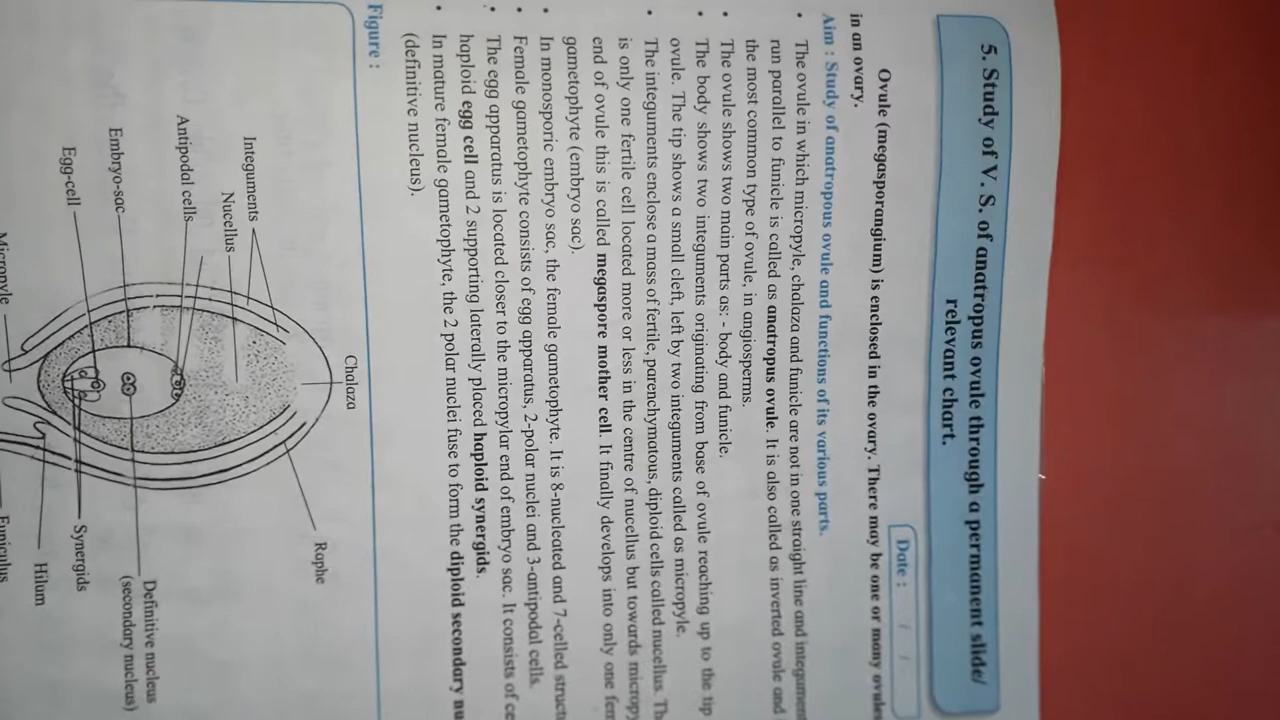 5. Study of V. S. of anatropus ovule through a permanent slide/
relevant chart.
Date : / /
Ovule (megasporangium) is enclosed in the ovary. There may be one or many ovules
in an ovary.
Aim : Study of anatropous ovule and functions of its various parts.
• The ovule in which micropyle, chalaza and funicle are not in one straight line and integument
run parallel to funicle is called as anatropous ovule. It is also called as inverted ovule and
the most common type of ovule, in angiosperms.
• The ovule shows two main parts as: - body and funicle.
• The body shows two integuments originating from base of ovule reaching up to the tip
ovule. The tip shows a small cleft, left by two integuments called as micropyle.
• The integuments enclose a mass of fertile, parenchymatous, diploid cells called nucellus. Th
is only one fertile cell located more or less in the centre of nucellus but towards micropy
end of ovule this is called megaspore mother cell. It finally develops into only one fem
gametophyte (embryo sac).
• In monosporic embryo sac, the female gametophyte. It is 8-nucleated and 7-celled struct
• Female gametophyte consists of egg apparatus, 2-polar nuclei and 3-antipodal cells.
• The egg apparatus is located closer to the micropylar end of embryo sac. It consists of ce
haploid egg cell and 2 supporting laterally placed haploid synergids.
• In mature female gametophyte, the 2 polar nuclei fuse to form the diploid secondary nu
(definitive nucleus).
Figure :
Chalaza
Integuments
Nucellus
Raphe
Antipodal cells
Embryo-sac
Definitive nucleus
(secondary nucleus)
Egg-cell
Synergids
Hilum
Micropyle
Funiculus